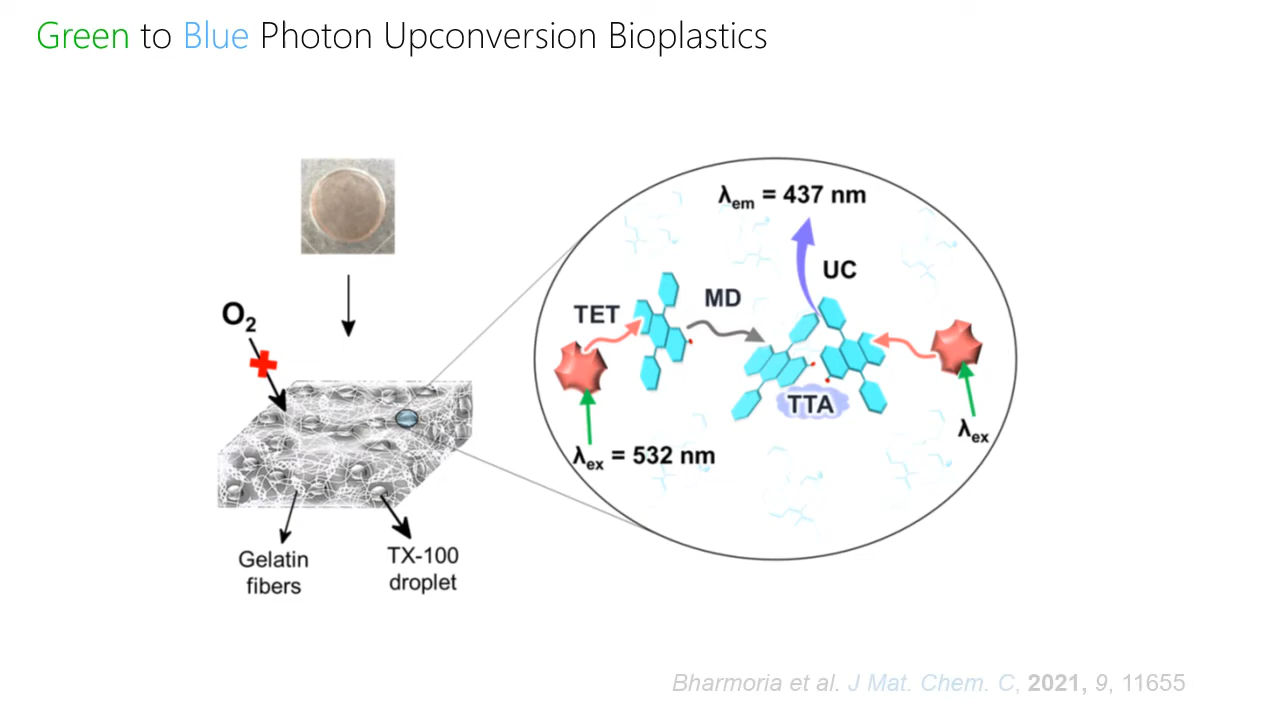 Green to Blue Photon Upconversion Bioplastics
λem = 437 nm
UC
MD
TET
O2
TTA
λex
λex = 532 nm
Gelatin
fibers
TX-100
droplet
Bharmoria et al. J Mat. Chem. C, 2021, 9, 11655